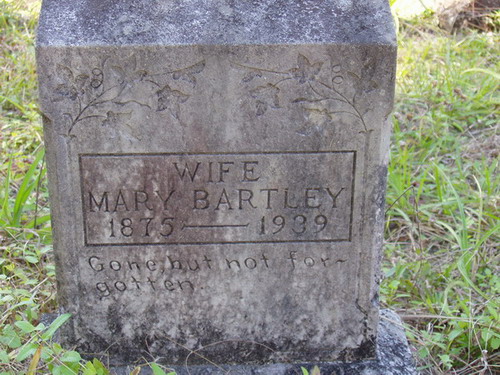 WIFE
MARY BARTLEY
1875 — 1939
Gone, but not for-
gotten.